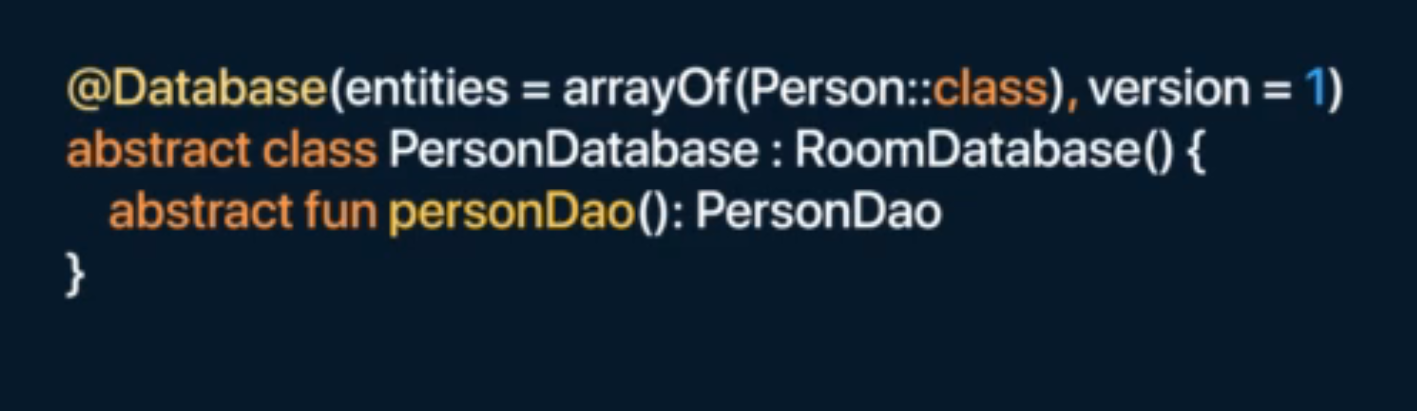 @Database(entities = arrayOf(Person::class), version = 1)
abstract class PersonDatabase : RoomDatabase() {
    abstract fun personDao(): PersonDao
}